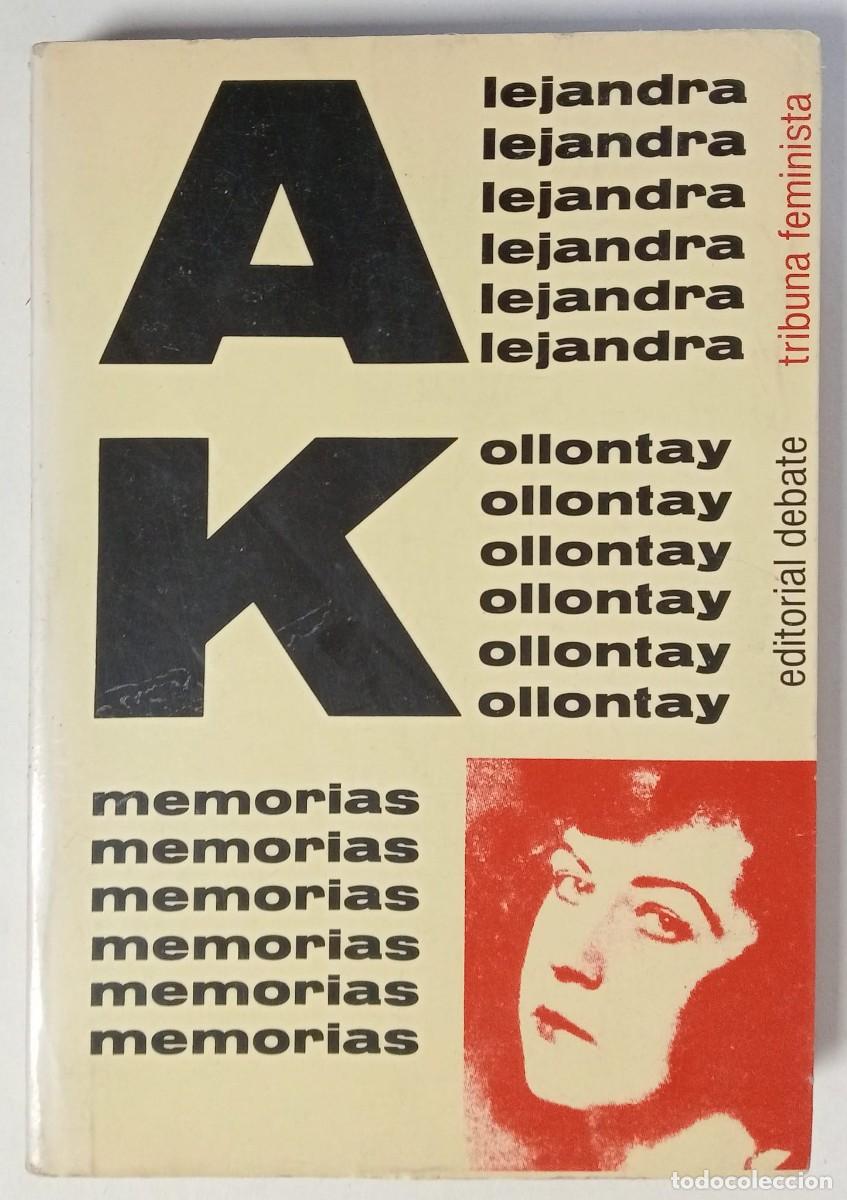 A
lejandra
lejandra
lejandra
lejandra
lejandra
lejandra
K
ollontay
ollontay
ollontay
ollontay
ollontay
ollontay
memorias
memorias
memorias
memorias
memorias
memorias
editorial debate tribuna feminista
todocoleccion